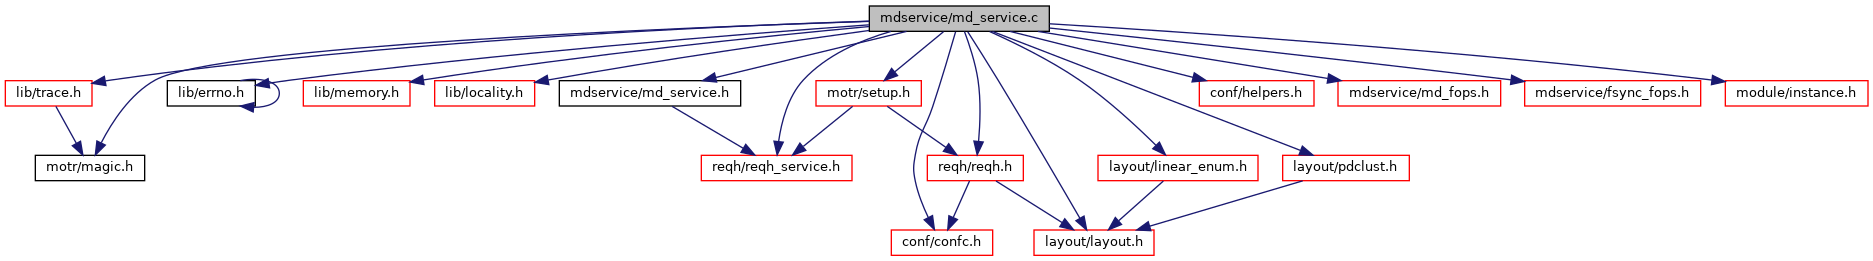 mdservice/md_service.c
lib/trace.h
lib/errno.h
lib/memory.h
lib/locality.h
mdservice/md_service.h
motr/setup.h
conf/helpers.h
mdservice/md_fops.h
mdservice/fsync_fops.h
module/instance.h
motr/magic.h
reqh/reqh_service.h
reqh/reqh.h
layout/linear_enum.h
layout/pdclust.h
conf/confc.h
layout/layout.h